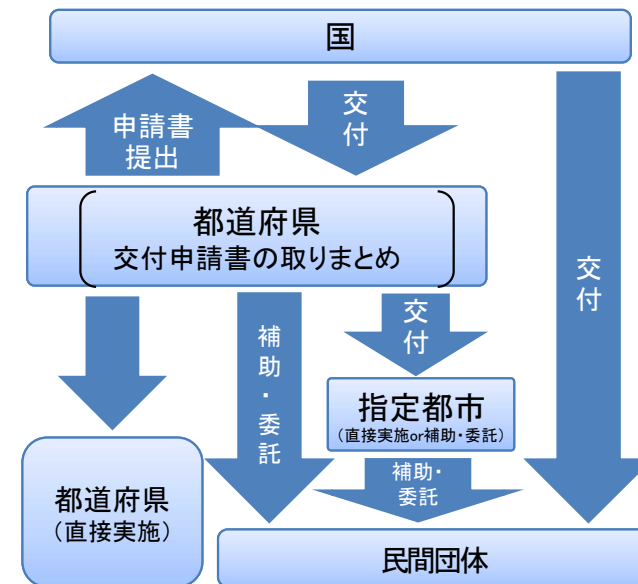 国
申請書
提出
交付
都道府県
交付申請書の取りまとめ
交付
補助・委託
交付
指定都市
（直接実施or補助・委託）
補助・
委託
都道府県
（直接実施）
民間団体